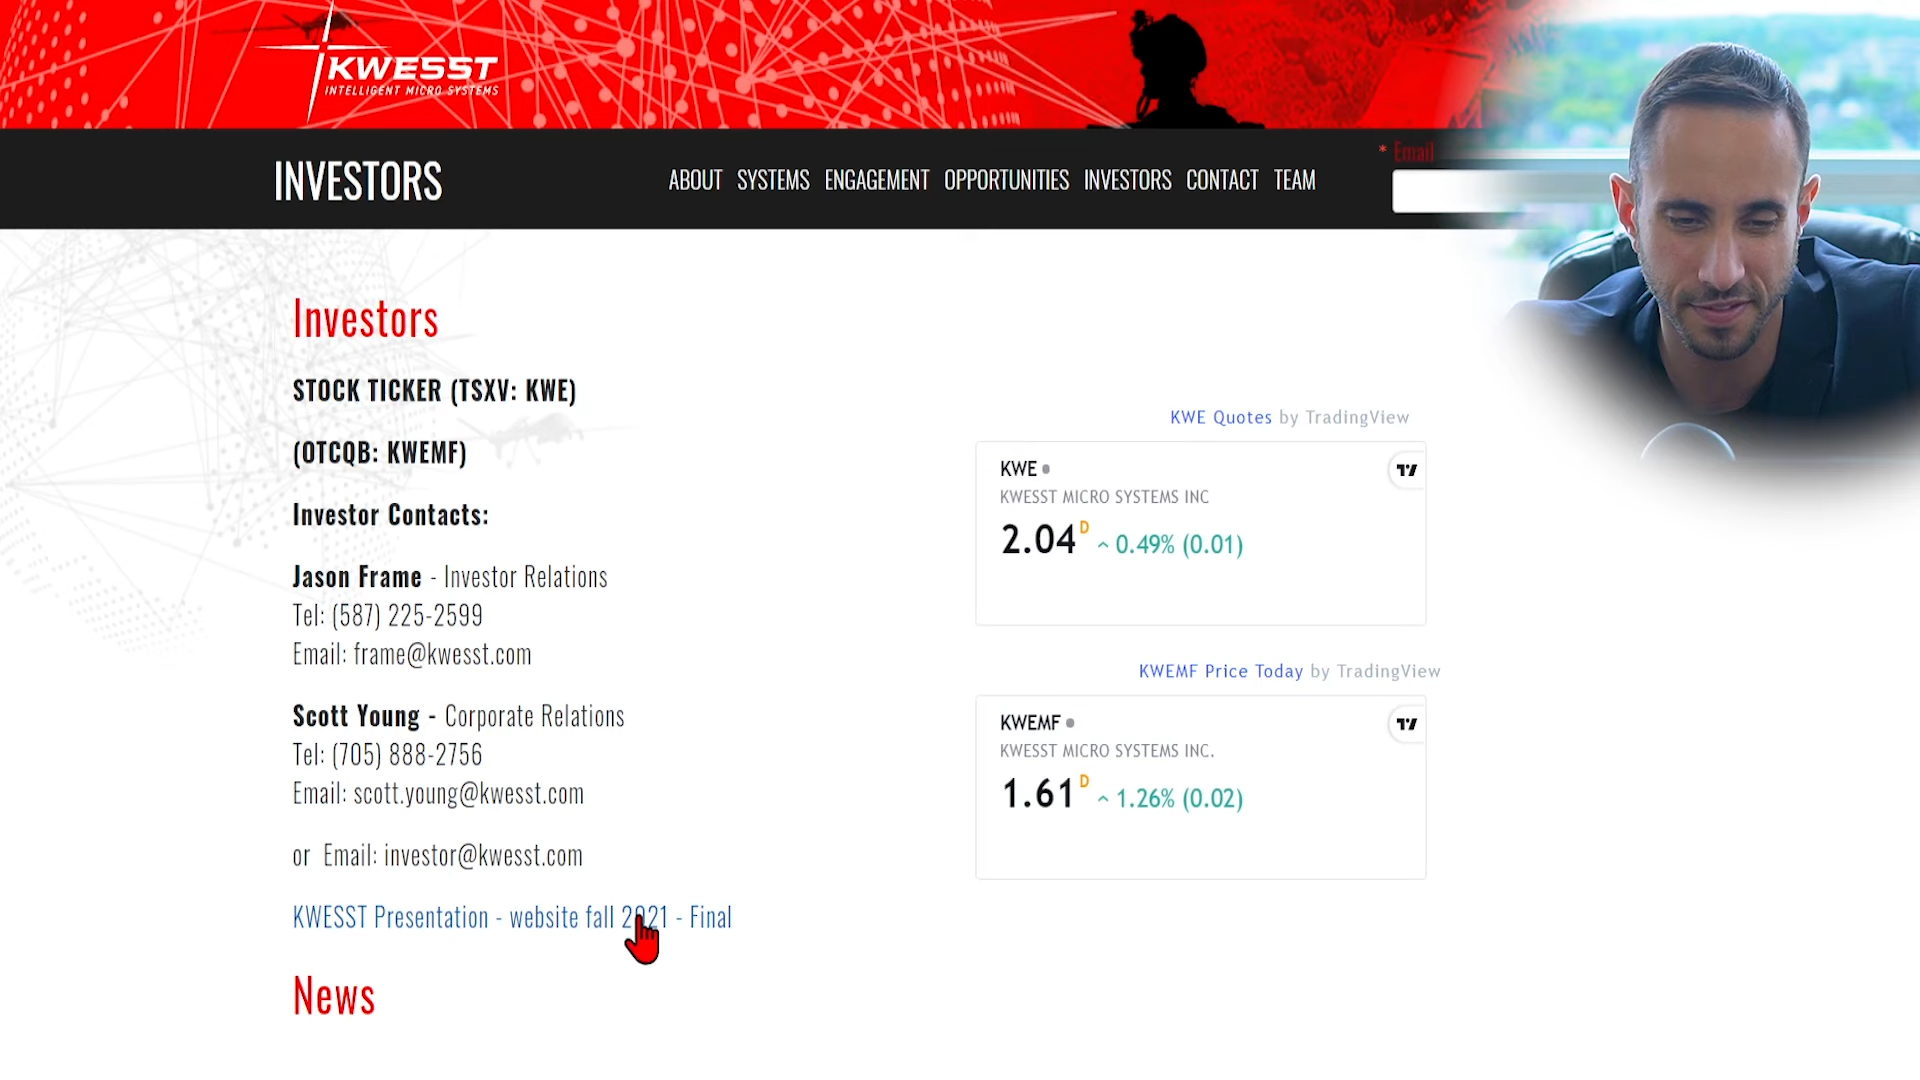 KWESST
INTELLIGENT MICRO SYSTEMS
INVESTORS
ABOUT SYSTEMS ENGAGEMENT OPPORTUNITIES INVESTORS CONTACT TEAM
* Email
Investors
STOCK TICKER (TSXV: KWE)
(OTCQB: KWEMF)
Investor Contacts:
Jason Frame - Investor Relations
Tel: (587) 225-2599
Email: frame@kwesst.com
Scott Young - Corporate Relations
Tel: (705) 888-2756
Email: scott.young@kwesst.com
or Email: investor@kwesst.com
KWESST Presentation - website fall 2021 - Final
News
KWE Quotes by TradingView
KWE
KWESST MICRO SYSTEMS INC
2.04 D 0.49% (0.01)
KWEMF Price Today by TradingView
KWEMF
KWESST MICRO SYSTEMS INC.
1.61 D 1.26% (0.02)